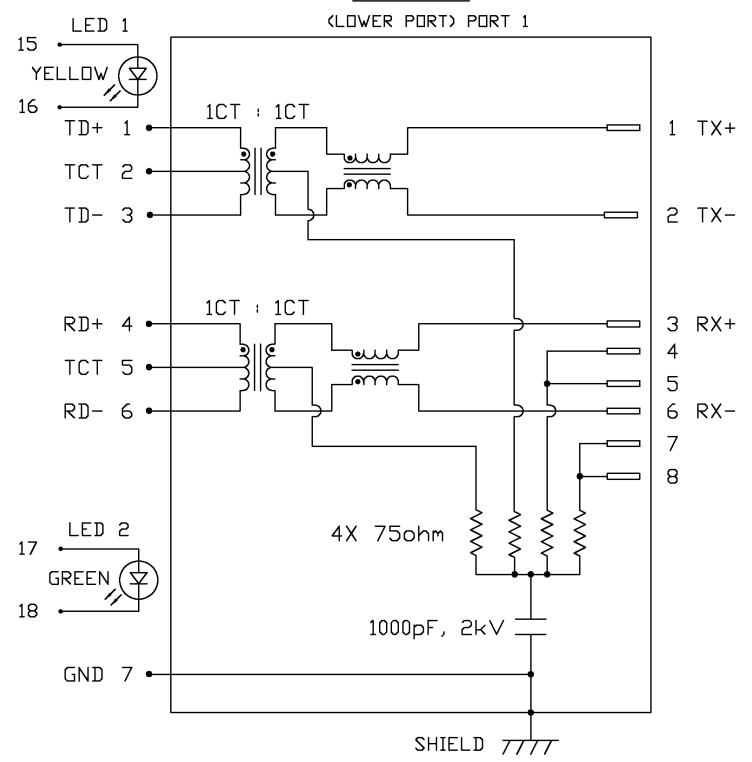 (LOWER PORT) PORT 1
LED 1
15
YELLOW
16
1CT : 1CT
TD+ 1
TCT 2
TD- 3
1 TX+
2 TX-
1CT : 1CT
RD+ 4
TCT 5
RD- 6
3 RX+
4
5
6 RX-
7
8
4X 75ohm
LED 2
17
GREEN
18
1000pF, 2kV
GND 7
SHIELD